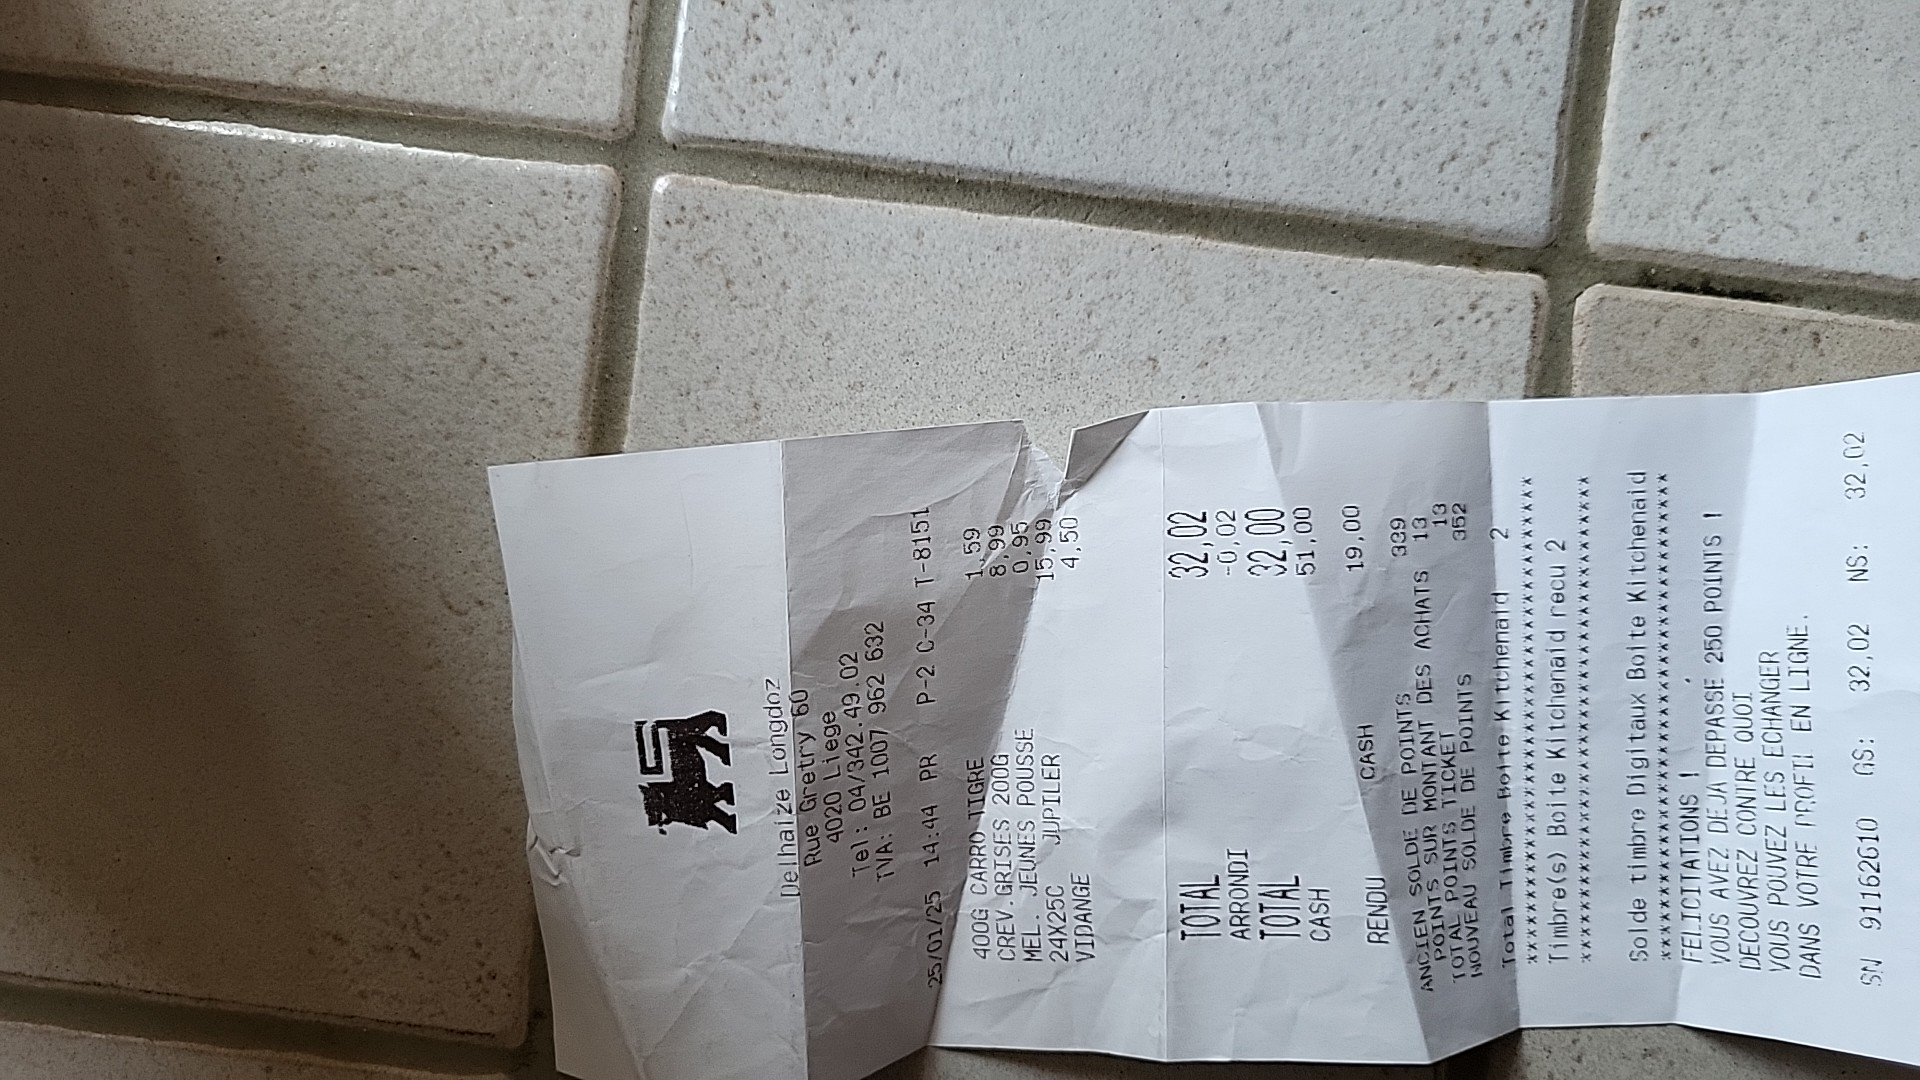 Delhaize Longdoz
Rue Gretry 60
4020 Liege
Tel: 04/342.49.02
TVA: BE 1007 962 632
25/01/25 14:44 PR P-2 C-34 T-8151
400G CARRO TIGRE 1,59
CREV.GRISES 200G 8,99
MEL. JEUNES POUSSE 0,95
24X25C JUPILER 15,99
VIDANGE 4,50
TOTAL 32,02
ARRONDI -0,02
TOTAL 32,00
CASH 51,00
RENDU CASH 19,00
ANCIEN SOLDE DE POINTS 339
POINTS SUR MONTANT DES ACHATS 13
TOTAL POINTS TICKET 13
NOUVEAU SOLDE DE POINTS 352
Total Timbre Boite Kitchenaid 2
****************************************
Timbre(s) Boite Kitchenaid recu 2
****************************************
Solde timbre Digitaux Boite Kitchenaid
****************************************
FELICITATIONS !
VOUS AVEZ DEJA DEPASSE 250 POINTS !
DECOUVREZ CONTRE QUOI
VOUS POUVEZ LES ECHANGER
DANS VOTRE PROFIL EN LIGNE.
SN 91162610 GS: 32,02 NS: 32,02